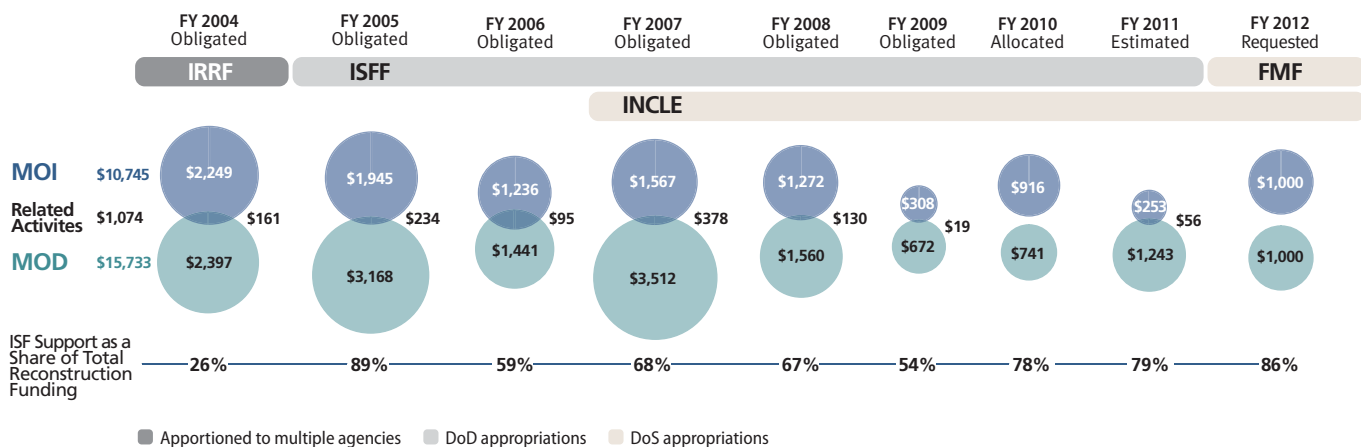 FY 2004 FY 2005 FY 2006 FY 2007 FY 2008 FY 2009 FY 2010 FY 2011 FY 2012
Obligated Obligated Obligated Obligated Obligated Obligated Allocated Estimated Requested
IRRF ISFF FMF
INCLE
MOI $10,745 $2,249 $1,945 $1,236 $1,567 $1,272 $308 $916 $253 $1,000
Related
Activites $1,074 $161 $234 $95 $378 $130 $19 $56
MOD $15,733 $2,397 $3,168 $1,441 $3,512 $1,560 $672 $741 $1,243 $1,000
ISF Support as a
Share of Total
Reconstruction
Funding
26% 89% 59% 68% 67% 54% 78% 79% 86%
Apportioned to multiple agencies DoD appropriations DoS appropriations